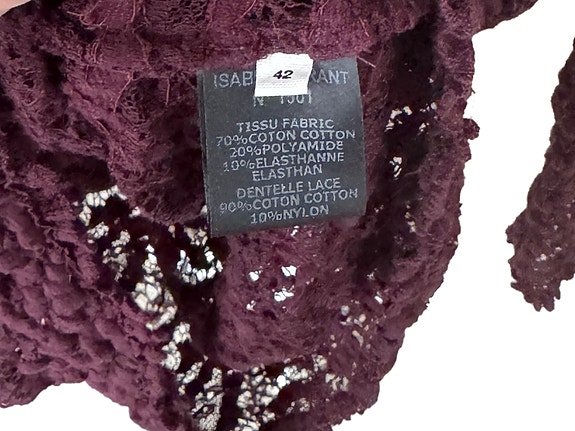 42
TISSU FABRIC
70%COTON COTTON
20%POLYAMIDE
10%ELASTHANNE
ELASTHAN
DENTELLE LACE
90%COTON COTTON
10%NYLON